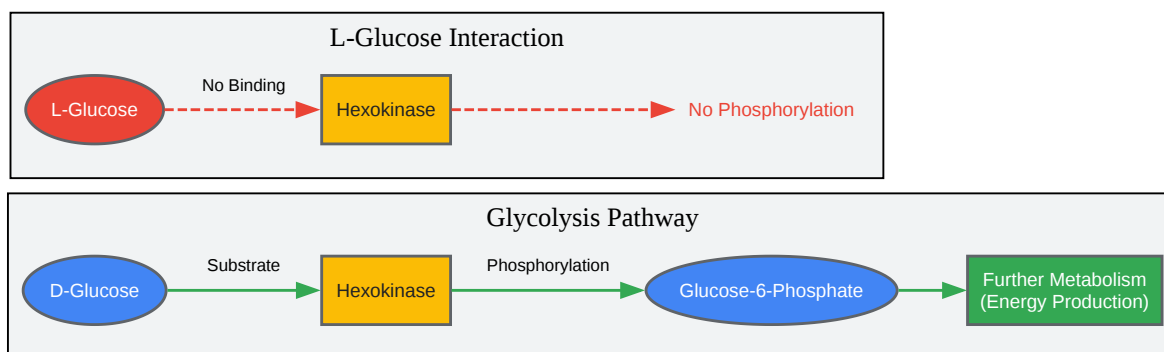 L-Glucose Interaction
No Binding
L-Glucose
Hexokinase
No Phosphorylation
Glycolysis Pathway
Substrate
Phosphorylation
D-Glucose
Hexokinase
Glucose-6-Phosphate
Further Metabolism
(Energy Production)